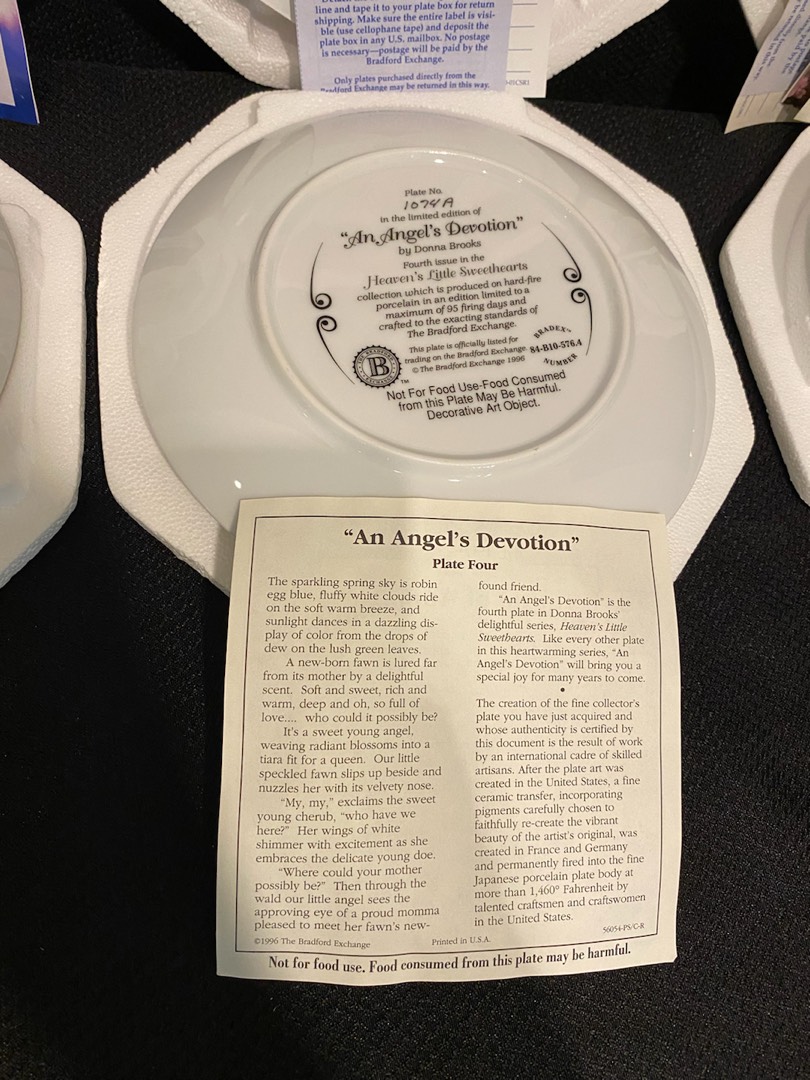 line and tape it to your plate box for return
shipping. Make sure the entire label is visi-
ble (use cellophane tape) and deposit the
plate box in any U.S. mailbox. No postage
is necessary—postage will be paid by the
Bradford Exchange.
Only plates purchased directly from the
Bradford Exchange may be returned in this way.
Plate No.
1074A
in the limited edition of
"An Angel's Devotion"
by Donna Brooks
Fourth issue in the
Heaven's Little Sweethearts
collection which is produced on hard-fire
porcelain in an edition limited to a
maximum of 95 firing days and
crafted to the exacting standards of
The Bradford Exchange.
This plate is officially listed for
trading on the Bradford Exchange.
© The Bradford Exchange 1996
BRADEX™
84-B10-576.4
NUMBER
THE BRADFORD
B
EXCHANGE
™
Not For Food Use-Food Consumed
from this Plate May Be Harmful.
Decorative Art Object.
"An Angel's Devotion"
Plate Four
The sparkling spring sky is robin
egg blue, fluffy white clouds ride
on the soft warm breeze, and
sunlight dances in a dazzling dis-
play of color from the drops of
dew on the lush green leaves.
A new-born fawn is lured far
from its mother by a delightful
scent. Soft and sweet, rich and
warm, deep and oh, so full of
love.... who could it possibly be?
It's a sweet young angel,
weaving radiant blossoms into a
tiara fit for a queen. Our little
speckled fawn slips up beside and
nuzzles her with its velvety nose.
"My, my," exclaims the sweet
young cherub, "who have we
here?" Her wings of white
shimmer with excitement as she
embraces the delicate young doe.
"Where could your mother
possibly be?" Then through the
wald our little angel sees the
approving eye of a proud momma
pleased to meet her fawn's new-
found friend.
"An Angel's Devotion" is the
fourth plate in Donna Brooks'
delightful series, Heaven's Little
Sweethearts. Like every other plate
in this heartwarming series, "An
Angel's Devotion" will bring you a
special joy for many years to come.
•
The creation of the fine collector's
plate you have just acquired and
whose authenticity is certified by
this document is the result of work
by an international cadre of skilled
artisans. After the plate art was
created in the United States, a fine
ceramic transfer, incorporating
pigments carefully chosen to
faithfully re-create the vibrant
beauty of the artist's original, was
created in France and Germany
and permanently fired into the fine
Japanese porcelain plate body at
more than 1,460° Fahrenheit by
talented craftsmen and craftswomen
in the United States.
56054-PS/C-R
©1996 The Bradford Exchange
Printed in U.S.A.
Not for food use. Food consumed from this plate may be harmful.